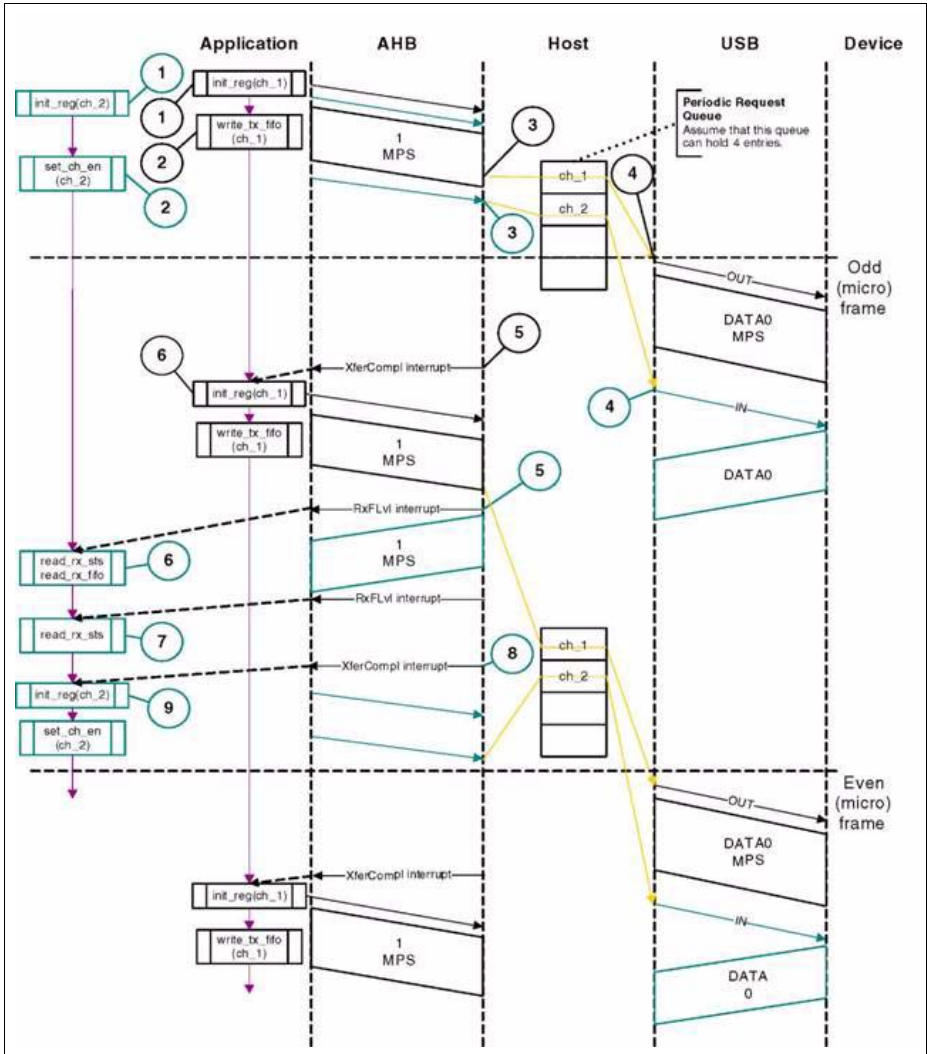 Application
AHB
Host
USB
Device
1
init_reg(ch_1)
init_reg(ch_2)
1
Periodic Request
Queue
Assume that this queue
can hold 4 entries.
write_tx_fifo
(ch_1)
1
MPS
3
2
set_ch_en
(ch_2)
ch_1
4
2
ch_2
3
Odd
(micro)
frame
OUT
DATA0
MPS
5
6
XferCompl interrupt
init_reg(ch_1)
4
IN
write_tx_fifo
(ch_1)
1
MPS
5
DATA0
RxFLvl interrupt
1
MPS
read_rx_sts
read_rx_fifo
6
RxFLvl interrupt
read_rx_sts
7
ch_1
8
XferCompl interrupt
ch_2
init_reg(ch_2)
9
set_ch_en
(ch_2)
Even
(micro)
frame
OUT
DATA0
MPS
XferCompl interrupt
init_reg(ch_1)
IN
write_tx_fifo
(ch_1)
1
MPS
DATA
0